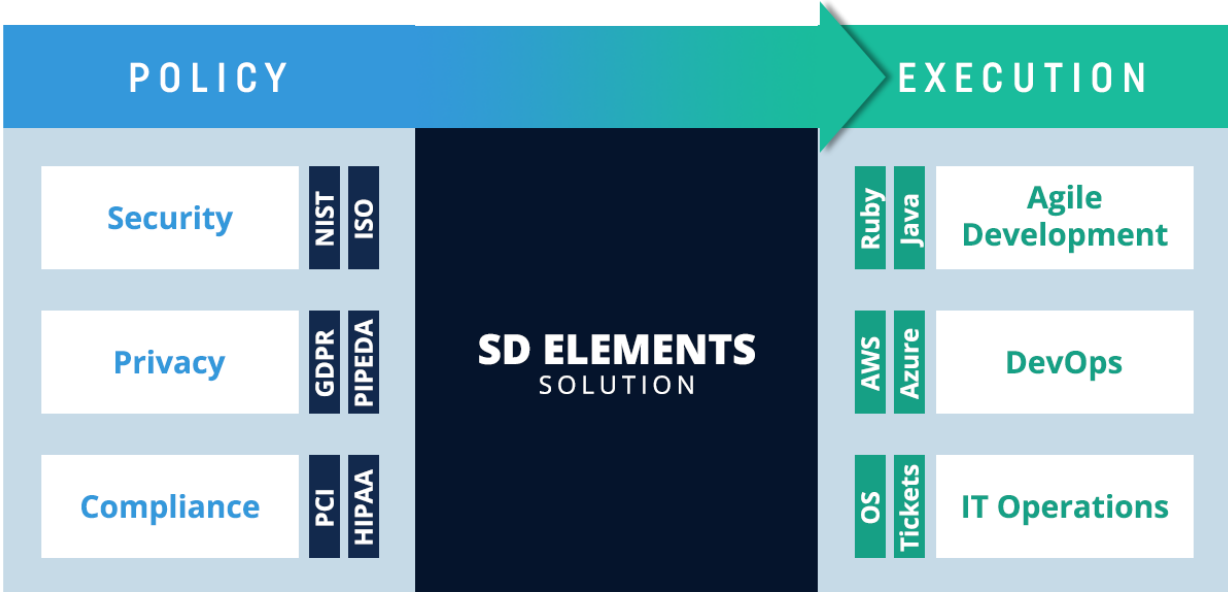 POLICY
EXECUTION
Security
NIST
ISO
Privacy
GDPR
PIPEDA
Compliance
PCI
HIPAA
SD ELEMENTS
SOLUTION
Ruby
Java
Agile
Development
AWS
Azure
DevOps
OS
Tickets
IT Operations